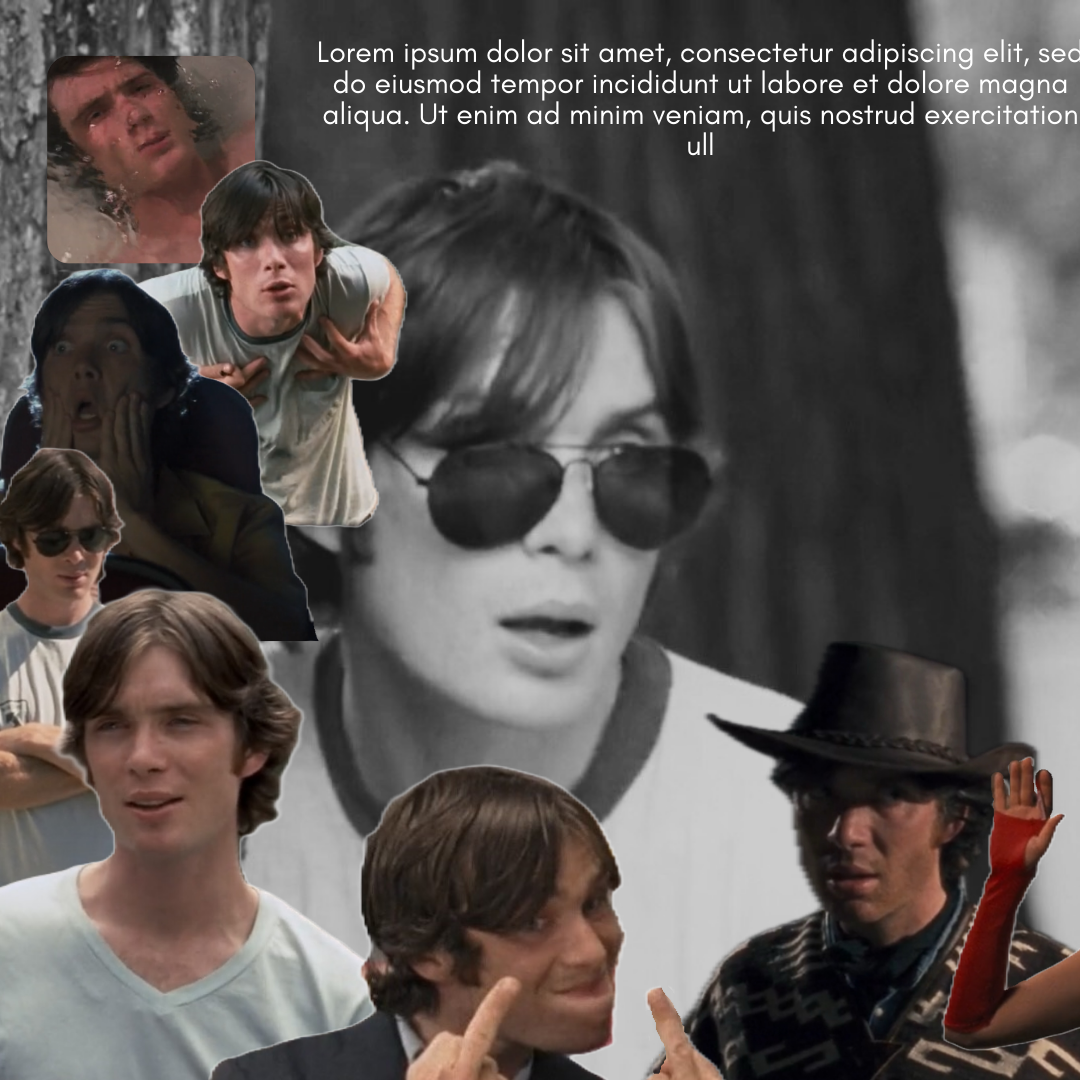 Lorem ipsum dolor sit amet, consectetur adipiscing elit, sed
do eiusmod tempor incididunt ut labore et dolore magna
aliqua. Ut enim ad minim veniam, quis nostrud exercitation
ull